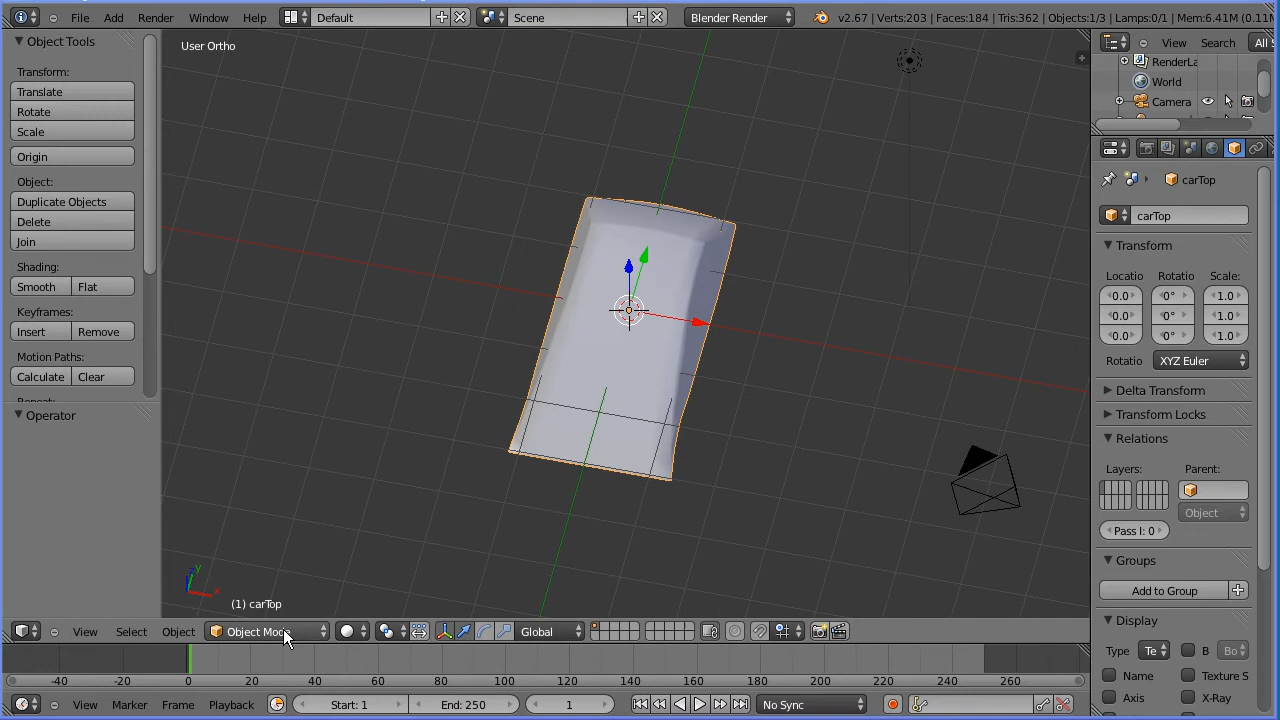 File Add Render Window Help Default Scene Blender Render v2.67 | Verts:203 | Faces:184 | Tris:362 | Objects:1/3 | Lamps:0/1 | Mem:6.41M (0.11M
Object Tools
User Ortho
View Search All S
RenderLa
World
Camera
Transform:
Translate
Rotate
Scale
Origin
Object:
Duplicate Objects
Delete
Join
Shading:
Smooth Flat
Keyframes:
Insert Remove
Motion Paths:
Calculate Clear
Repeat:
Operator
carTop
carTop
Transform
Locatio Rotatio Scale:
0.0 0° 1.0
0.0 0° 1.0
0.0 0° 1.0
Rotatio XYZ Euler
Delta Transform
Transform Locks
Relations
Layers: Parent:
Object
Pass I: 0
Groups
Add to Group
Display
Type Te B Bo
Name Texture S
Axis X-Ray
y
x
(1) carTop
View Select Object Object Mode Global
-40 -20 0 20 40 60 80 100 120 140 160 180 200 220 240 260
View Marker Frame Playback Start: 1 End: 250 1 No Sync